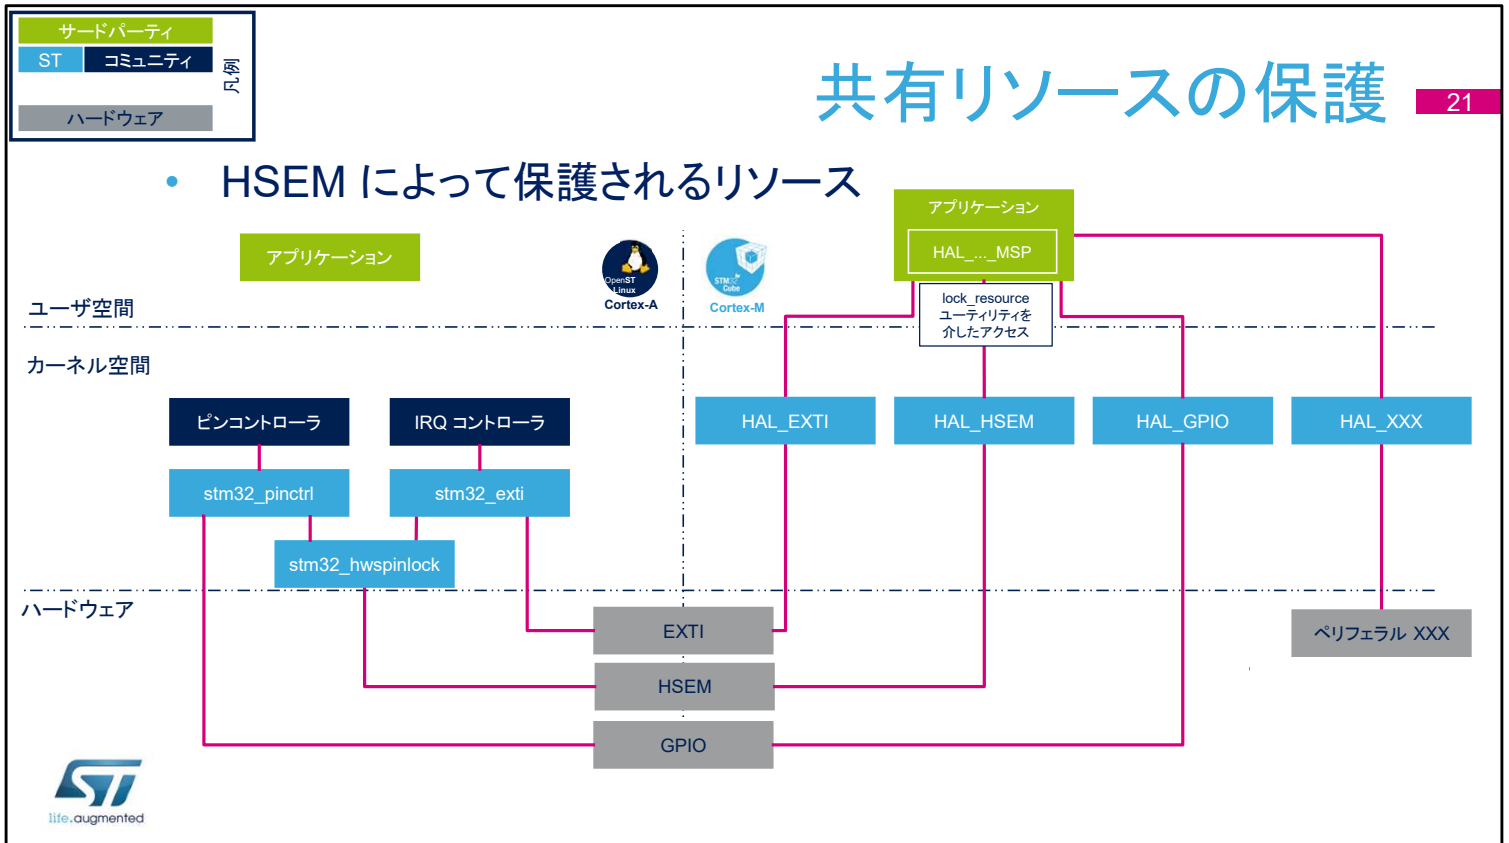 サードパーティ
ST
コミュニティ
凡例
ハードウェア
共有リソースの保護
21
• HSEM によって保護されるリソース
アプリケーション
HAL_..._MSP
アプリケーション
OpenST
Linux
Cortex-A
STM32
Cube
Cortex-M
lock_resource
ユーティリティを
介したアクセス
ユーザ空間
カーネル空間
ピンコントローラ
IRQ コントローラ
HAL_EXTI
HAL_HSEM
HAL_GPIO
HAL_XXX
stm32_pinctrl
stm32_exti
stm32_hwspinlock
ハードウェア
EXTI
ペリフェラル XXX
HSEM
GPIO
ST
life.augmented